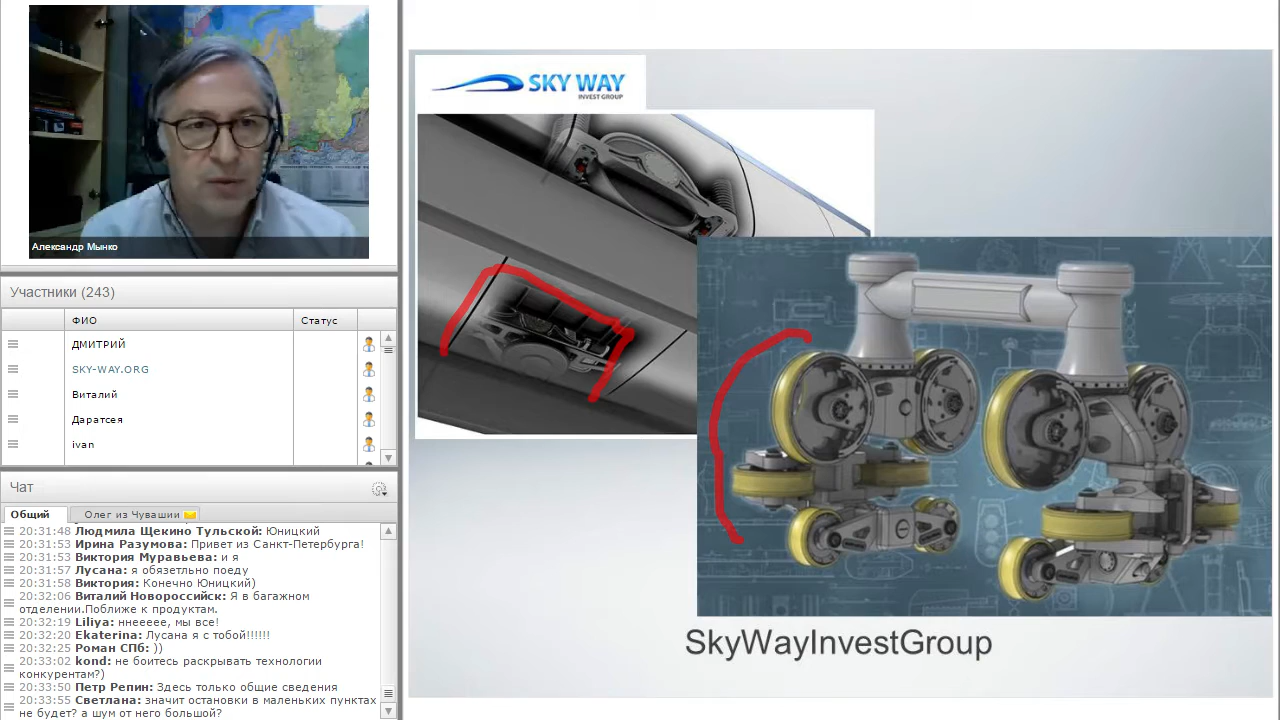 Александр Мынко
Участники (243)
ФИО
Статус
ДМИТРИЙ
SKY-WAY.ORG
Виталий
Даратсея
ivan
Чат
Общий
Олег из Чувашии
20:31:48 Людмила Щекино Тульской: Юницкий
20:31:53 Ирина Разумова: Привет из Санкт-Петербурга!
20:31:53 Виктория Муравьева: и я
20:31:57 Лусана: я обязетльно поеду
20:31:58 Виктория: Конечно Юницкий)
20:32:06 Виталий Новороссийск: Я в багажном
отделении.Поближе к продуктам.
20:32:19 Liliya: ннеееее, мы все!
20:32:20 Ekaterina: Лусана я с тобой!!!!!!
20:32:25 Роман СПб: ))
20:33:02 kond: не боитесь раскрывать технологии
конкурентам?)
20:33:50 Петр Репин: Здесь только общие сведения
20:33:55 Светлана: значит остановки в маленьких пунктах
не будет? а шум от него большой?
SKY WAY
INVEST GROUP
SkyWayInvestGroup